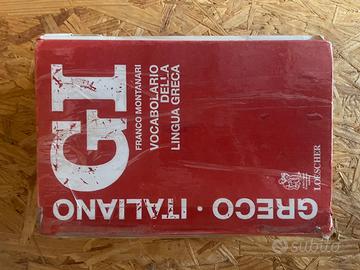 GI
FRANCO MONTANARI
VOCABOLARIO
DELLA
LINGUA GRECA
LOESCHER
GRECO · ITALIANO
subito